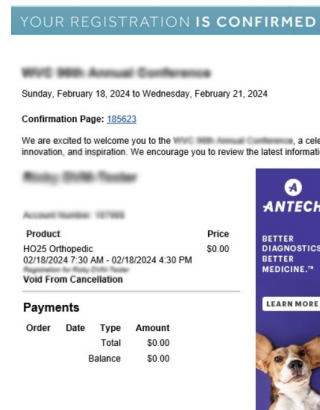 YOUR REGISTRATION IS CONFIRMED
Sunday, February 18, 2024 to Wednesday, February 21, 2024
Confirmation Page: 185623
We are excited to welcome you to the , a cele
innovation, and inspiration. We encourage you to review the latest informati
Product Price
HO25 Orthopedic $0.00
02/18/2024 7:30 AM - 02/18/2024 4:30 PM
Void From Cancellation
Payments
Order Date Type Amount
Total $0.00
Balance $0.00
ANTECH
BETTER
DIAGNOSTICS
BETTER
MEDICINE.™
LEARN MORE